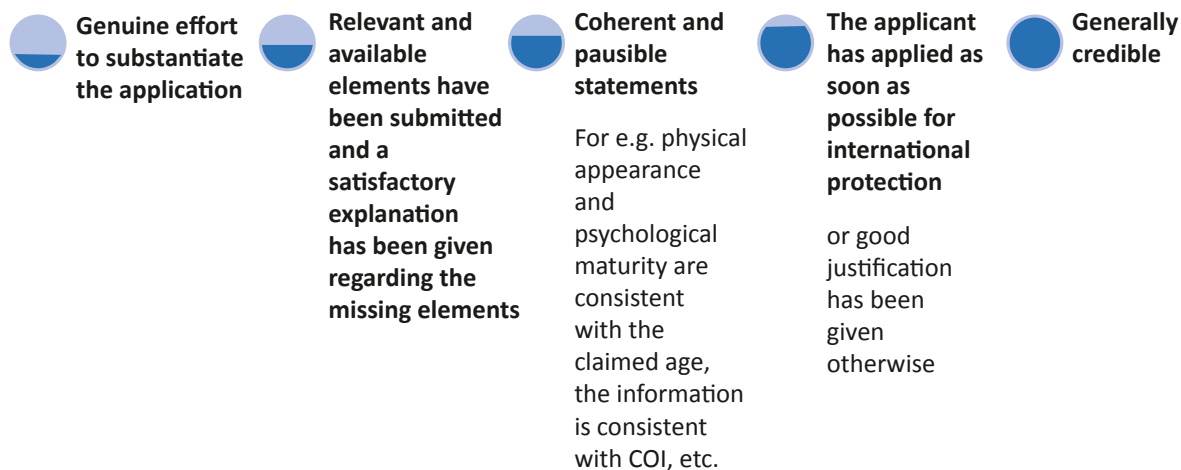 Genuine effort
to substantiate
the application
Relevant and
available
elements have
been submitted
and a
satisfactory
explanation
has been given
regarding the
missing elements
Coherent and
pausible
statements
For e.g. physical
appearance
and
psychological
maturity are
consistent
with the
claimed age,
the information
is consistent
with COI, etc.
The applicant
has applied as
soon as
possible for
international
protection
or good
justification
has been
given
otherwise
Generally
credible